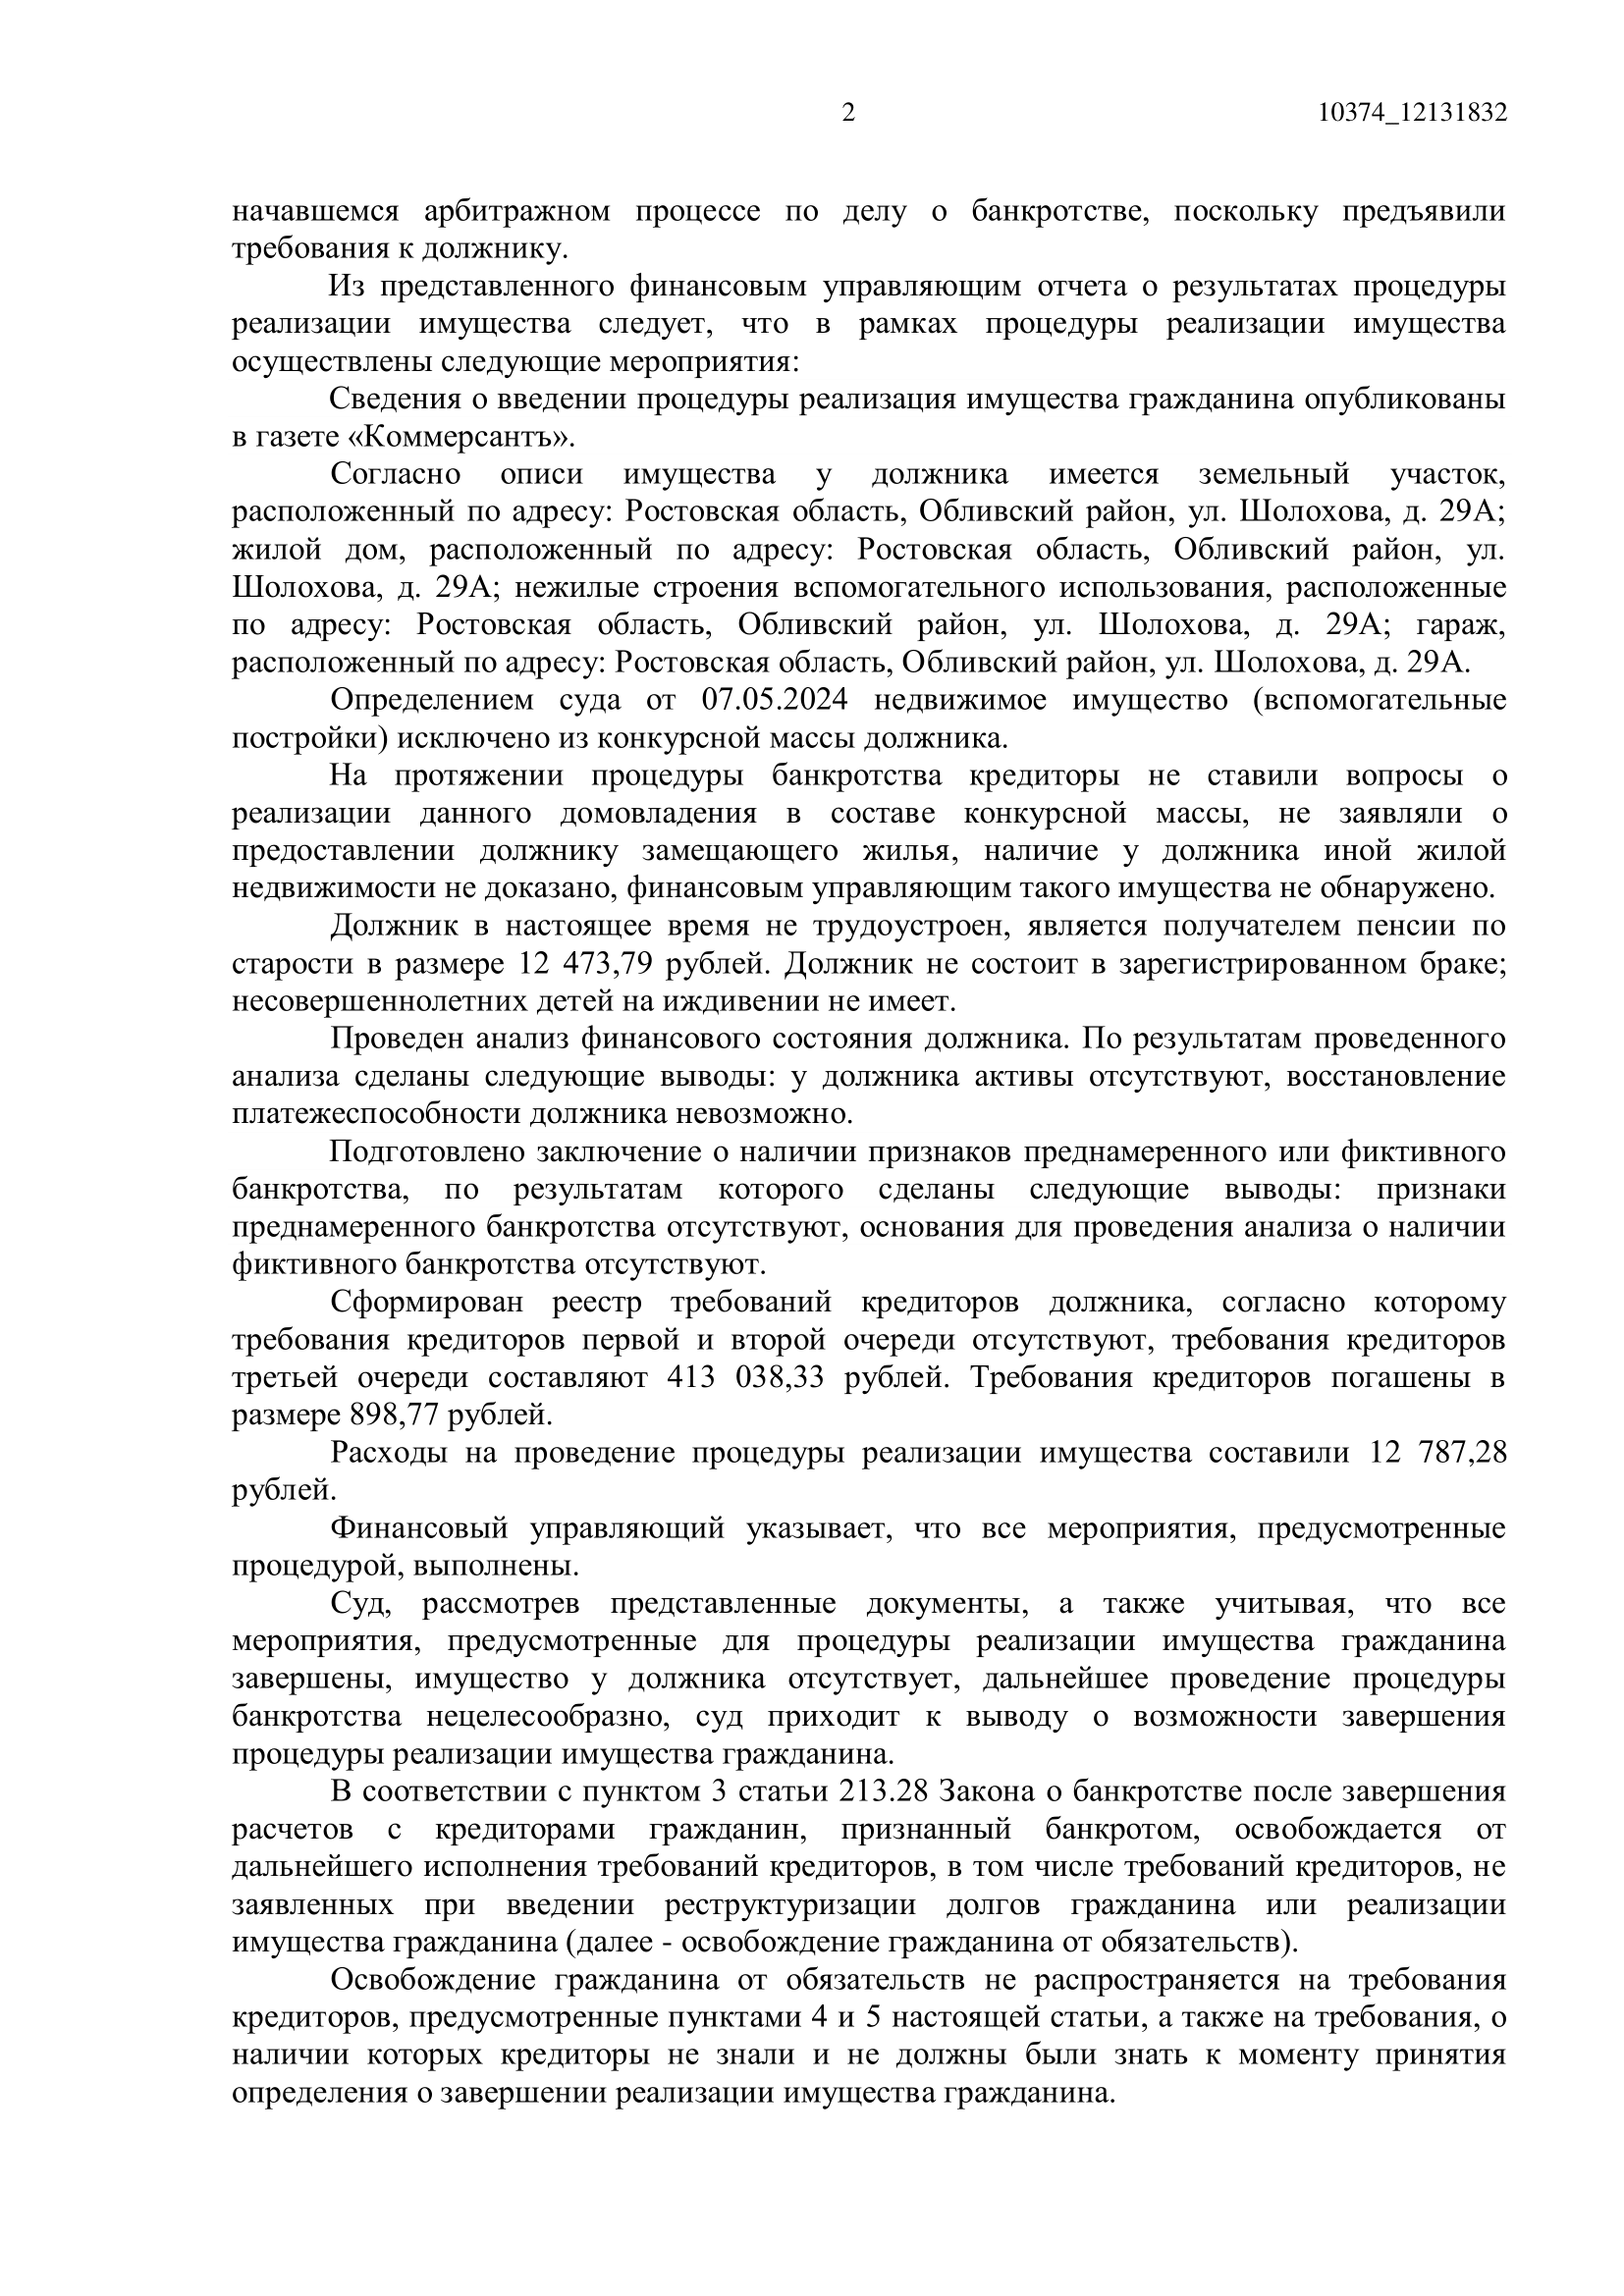 2
10374_12131832
начавшемся арбитражном процессе по делу о банкротстве, поскольку предъявили
требования к должнику.
Из представленного финансовым управляющим отчета о результатах процедуры
реализации имущества следует, что в рамках процедуры реализации имущества
осуществлены следующие мероприятия:
Сведения о введении процедуры реализация имущества гражданина опубликованы
в газете «Коммерсантъ».
Согласно описи имущества у должника имеется земельный участок,
расположенный по адресу: Ростовская область, Обливский район, ул. Шолохова, д. 29А;
жилой дом, расположенный по адресу: Ростовская область, Обливский район, ул.
Шолохова, д. 29А; нежилые строения вспомогательного использования, расположенные
по адресу: Ростовская область, Обливский район, ул. Шолохова, д. 29А; гараж,
расположенный по адресу: Ростовская область, Обливский район, ул. Шолохова, д. 29А.
Определением суда от 07.05.2024 недвижимое имущество (вспомогательные
постройки) исключено из конкурсной массы должника.
На протяжении процедуры банкротства кредиторы не ставили вопросы о
реализации данного домовладения в составе конкурсной массы, не заявляли о
предоставлении должнику замещающего жилья, наличие у должника иной жилой
недвижимости не доказано, финансовым управляющим такого имущества не обнаружено.
Должник в настоящее время не трудоустроен, является получателем пенсии по
старости в размере 12 473,79 рублей. Должник не состоит в зарегистрированном браке;
несовершеннолетних детей на иждивении не имеет.
Проведен анализ финансового состояния должника. По результатам проведенного
анализа сделаны следующие выводы: у должника активы отсутствуют, восстановление
платежеспособности должника невозможно.
Подготовлено заключение о наличии признаков преднамеренного или фиктивного
банкротства, по результатам которого сделаны следующие выводы: признаки
преднамеренного банкротства отсутствуют, основания для проведения анализа о наличии
фиктивного банкротства отсутствуют.
Сформирован реестр требований кредиторов должника, согласно которому
требования кредиторов первой и второй очереди отсутствуют, требования кредиторов
третьей очереди составляют 413 038,33 рублей. Требования кредиторов погашены в
размере 898,77 рублей.
Расходы на проведение процедуры реализации имущества составили 12 787,28
рублей.
Финансовый управляющий указывает, что все мероприятия, предусмотренные
процедурой, выполнены.
Суд, рассмотрев представленные документы, а также учитывая, что все
мероприятия, предусмотренные для процедуры реализации имущества гражданина
завершены, имущество у должника отсутствует, дальнейшее проведение процедуры
банкротства нецелесообразно, суд приходит к выводу о возможности завершения
процедуры реализации имущества гражданина.
В соответствии с пунктом 3 статьи 213.28 Закона о банкротстве после завершения
расчетов с кредиторами гражданин, признанный банкротом, освобождается от
дальнейшего исполнения требований кредиторов, в том числе требований кредиторов, не
заявленных при введении реструктуризации долгов гражданина или реализации
имущества гражданина (далее - освобождение гражданина от обязательств).
Освобождение гражданина от обязательств не распространяется на требования
кредиторов, предусмотренные пунктами 4 и 5 настоящей статьи, а также на требования, о
наличии которых кредиторы не знали и не должны были знать к моменту принятия
определения о завершении реализации имущества гражданина.